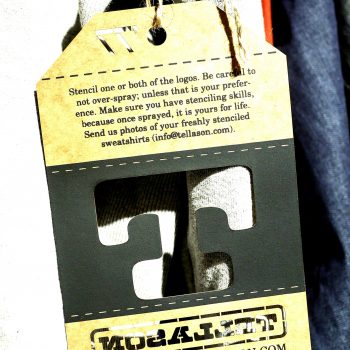 Stencil one or both of the logos. Be careful to
not over-spray; unless that is your prefer-
ence. Make sure you have stenciling skills,
because once sprayed, it is yours for life.
Send us photos of your freshly stenciled
sweatshirts (info@tellason.com).
TELLASON